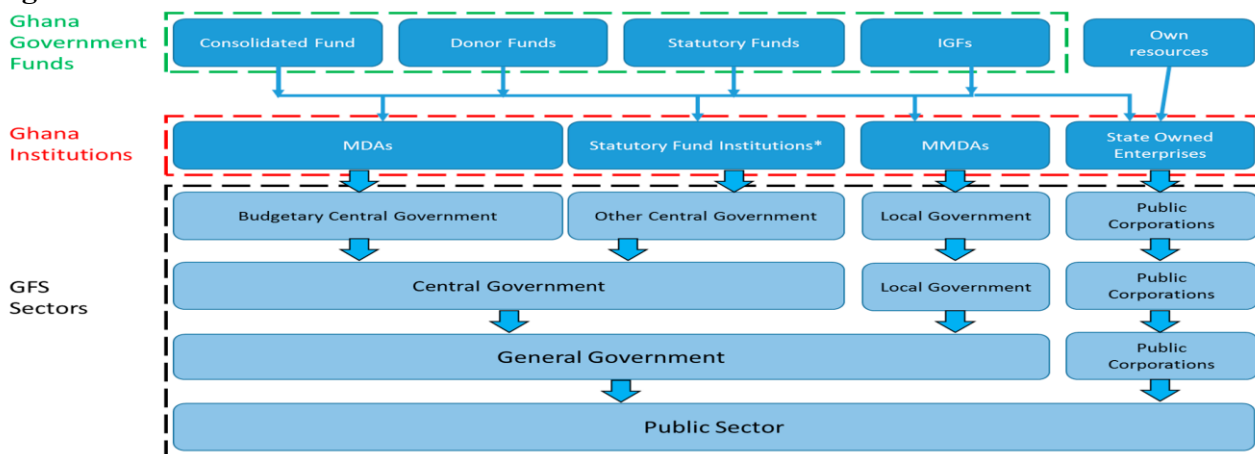 Ghana
Government
Funds
Consolidated Fund
Donor Funds
Statutory Funds
IGFs
Own
resources
Ghana
Institutions
MDAs
Statutory Fund Institutions*
MMDAs
State Owned
Enterprises
Budgetary Central Government
Other Central Government
Local Government
Public
Corporations
GFS
Sectors
Central Government
Local Government
Public
Corporations
General Government
Public
Corporations
Public Sector